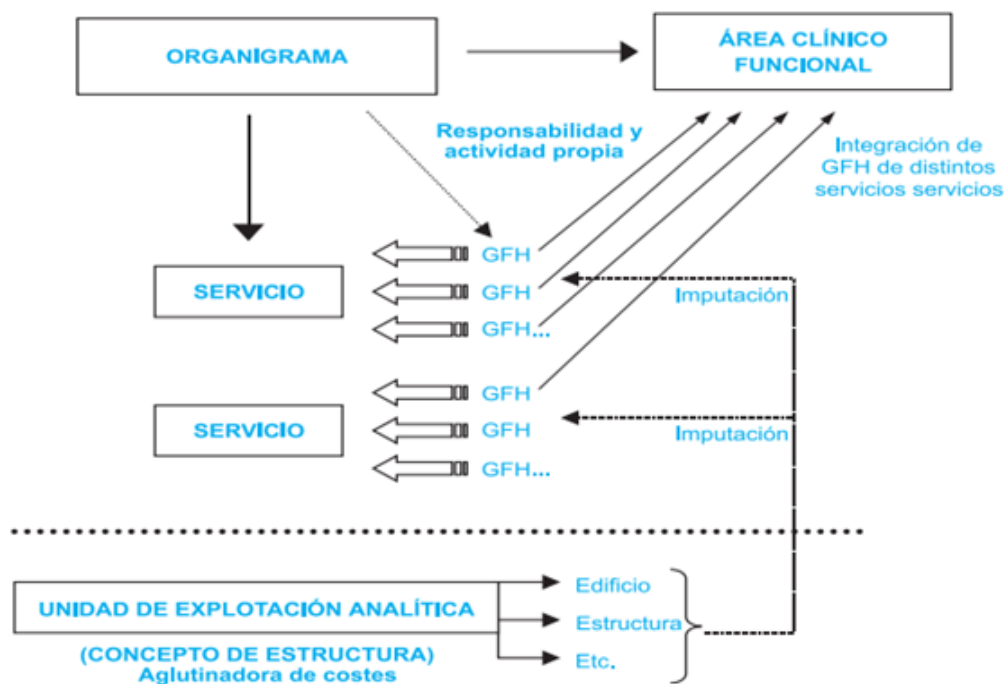 ORGANIGRAMA
ÁREA CLÍNICO
FUNCIONAL
Responsabilidad y
actividad propia
Integración de
GFH de distintos
servicios servicios
GFH
SERVICIO
GFH
Imputación
GFH...
GFH
SERVICIO
GFH
Imputación
GFH...
UNIDAD DE EXPLOTACIÓN ANALÍTICA
(CONCEPTO DE ESTRUCTURA)
Aglutinadora de costes
Edificio
Estructura
Etc.